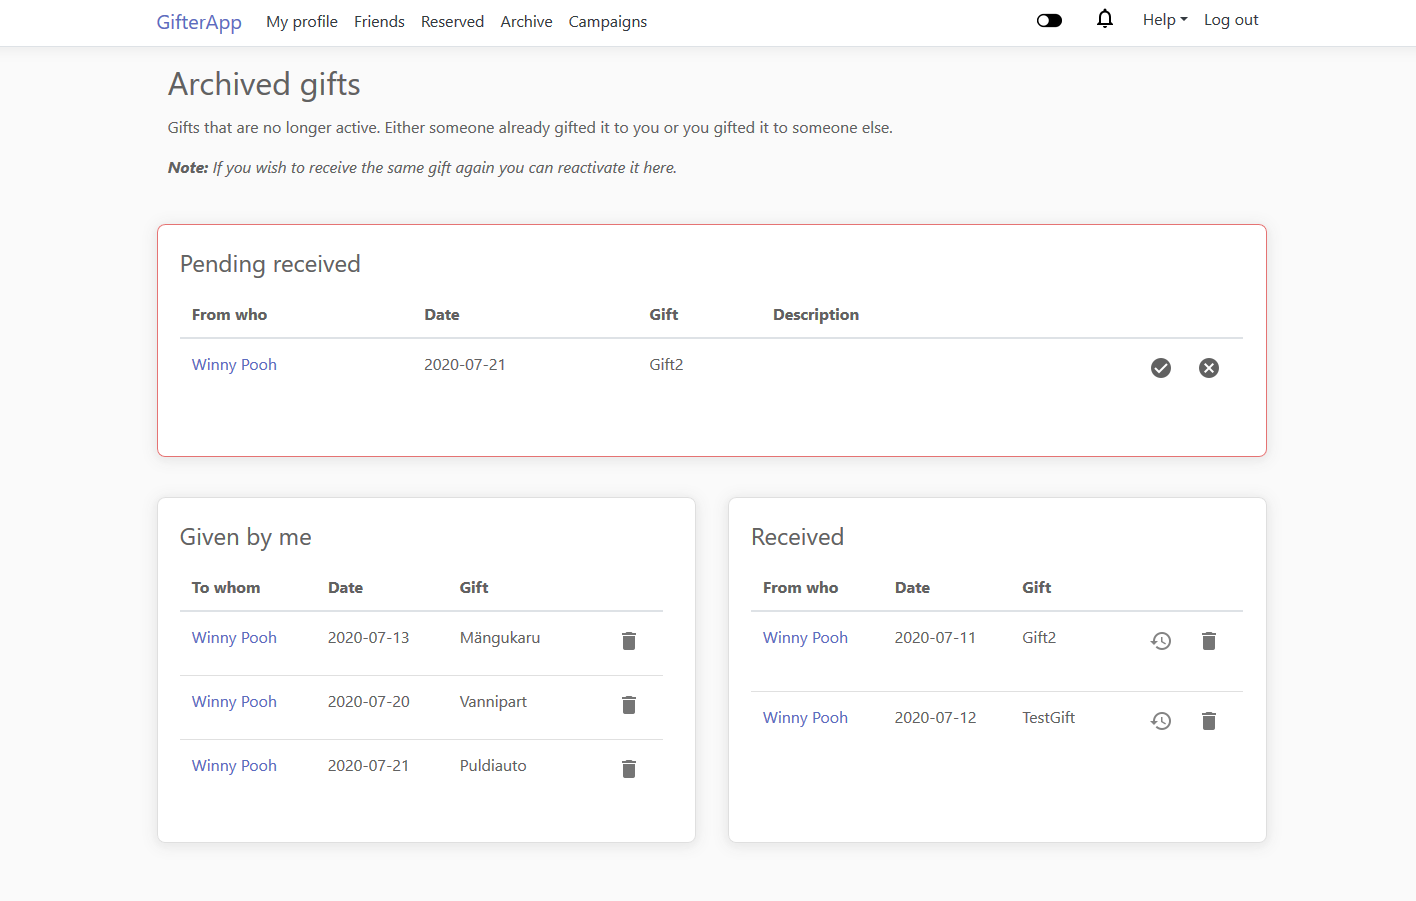 GifterApp My profile Friends Reserved Archive Campaigns Help Log out
Archived gifts
Gifts that are no longer active. Either someone already gifted it to you or you gifted it to someone else.
Note: If you wish to receive the same gift again you can reactivate it here.
Pending received
From who Date Gift Description
Winny Pooh 2020-07-21 Gift2
Given by me
To whom Date Gift
Winny Pooh 2020-07-13 Mängukaru
Winny Pooh 2020-07-20 Vannipart
Winny Pooh 2020-07-21 Puldiauto
Received
From who Date Gift
Winny Pooh 2020-07-11 Gift2
Winny Pooh 2020-07-12 TestGift